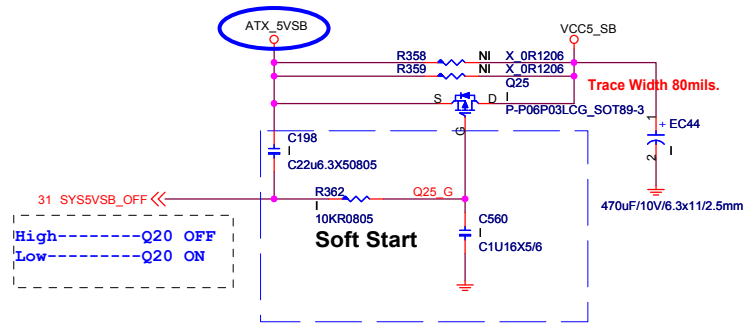 ATX_5VSB
VCC5_SB
R358 NI X_0R1206
R359 NI X_0R1206
Q25
Trace Width 80mils.
I
S D
P-P06P03LCG_SOT89-3
G
1
+ EC44
C198
I
I
C22u6.3X50805
2
31 SYS5VSB_OFF
R362
Q25_G
470uF/10V/6.3x11/2.5mm
I
10KR0805
C560
I
High--------Q20 OFF
Soft Start
C1U16X5/6
Low---------Q20 ON